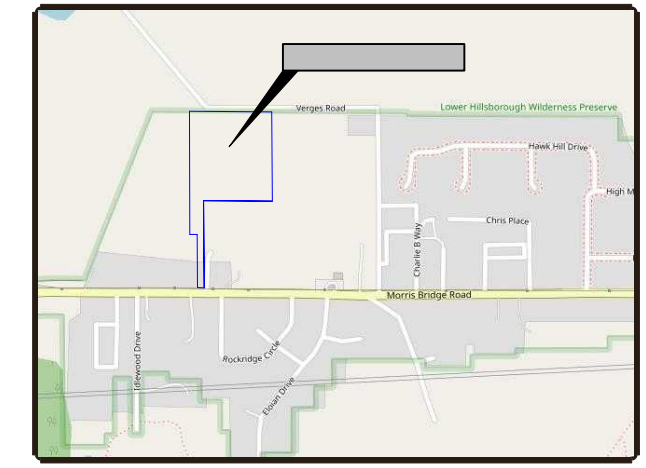 Verges Road
Lower Hillsborough Wilderness Preserve
Hawk Hill Drive
High M
Chris Place
Charlie B Way
Morris Bridge Road
Idlewood Drive
Rockridge Circle
Eloian Drive